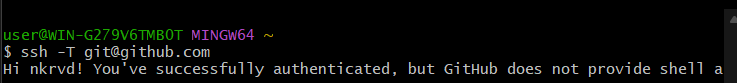 user@WIN-G279V6TMBOT MINGW64 ~
$ ssh -T git@github.com
Hi nkrvd! You've successfully authenticated, but GitHub does not provide shell a